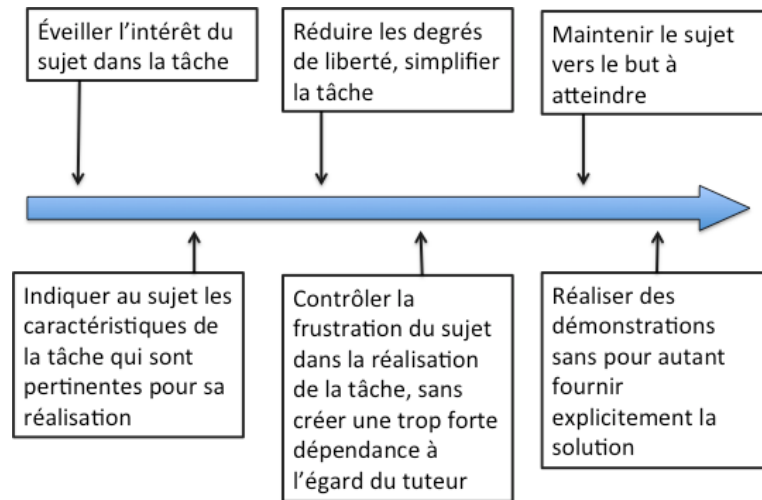 Éveiller l'intérêt du
sujet dans la tâche
Réduire les degrés
de liberté, simplifier
la tâche
Maintenir le sujet
vers le but à
atteindre
Indiquer au sujet les
caractéristiques de
la tâche qui sont
pertinentes pour sa
réalisation
Contrôler la
frustration du sujet
dans la réalisation
de la tâche, sans
créer une trop forte
dépendance à
l'égard du tuteur
Réaliser des
démonstrations
sans pour autant
fournir
explicitement la
solution